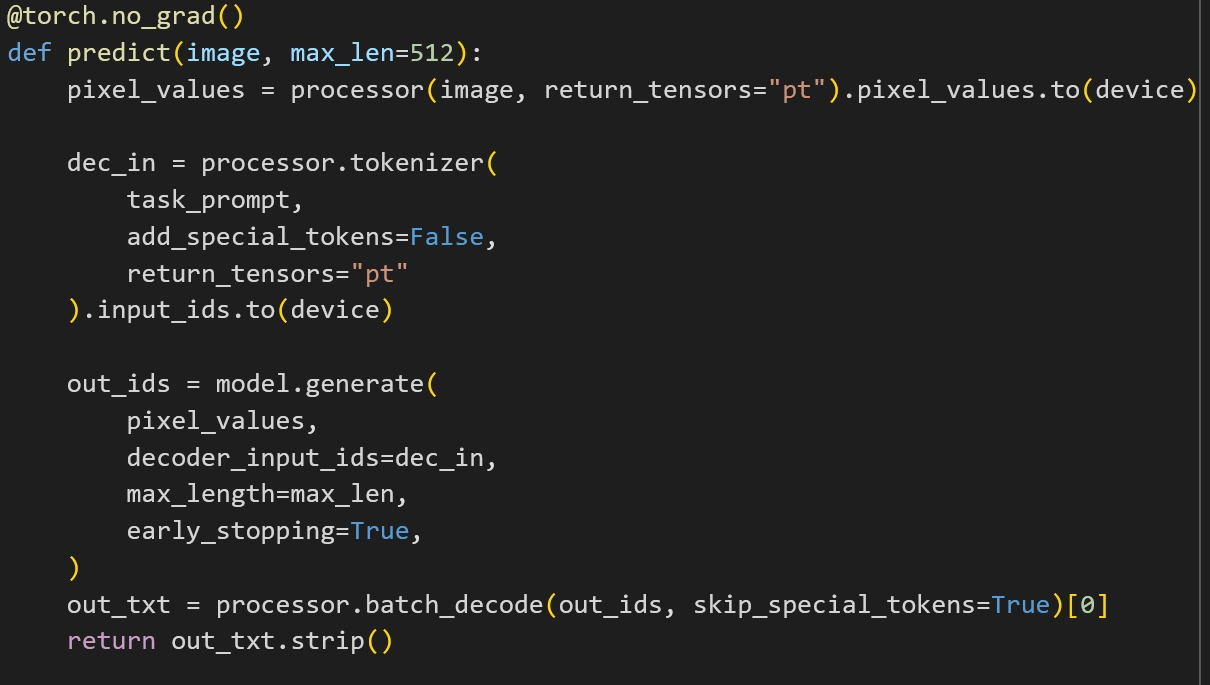 @torch.no_grad()
def predict(image, max_len=512):
    pixel_values = processor(image, return_tensors="pt").pixel_values.to(device)

    dec_in = processor.tokenizer(
        task_prompt,
        add_special_tokens=False,
        return_tensors="pt"
    ).input_ids.to(device)

    out_ids = model.generate(
        pixel_values,
        decoder_input_ids=dec_in,
        max_length=max_len,
        early_stopping=True,
    )
    out_txt = processor.batch_decode(out_ids, skip_special_tokens=True)[0]
    return out_txt.strip()